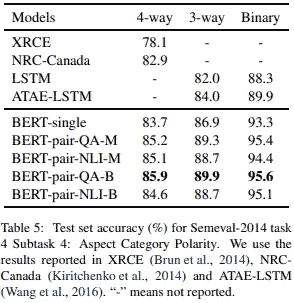 Models 4-way 3-way Binary
XRCE 78.1 - -
NRC-Canada 82.9 - -
LSTM - 82.0 88.3
ATAE-LSTM - 84.0 89.9
BERT-single 83.7 86.9 93.3
BERT-pair-QA-M 85.2 89.3 95.4
BERT-pair-NLI-M 85.1 88.7 94.4
BERT-pair-QA-B 85.9 89.9 95.6
BERT-pair-NLI-B 84.6 88.7 95.1
Table 5: Test set accuracy (%) for Semeval-2014 task
4 Subtask 4: Aspect Category Polarity. We use the
results reported in XRCE (Brun et al., 2014), NRC-
Canada (Kiritchenko et al., 2014) and ATAE-LSTM
(Wang et al., 2016). “-” means not reported.